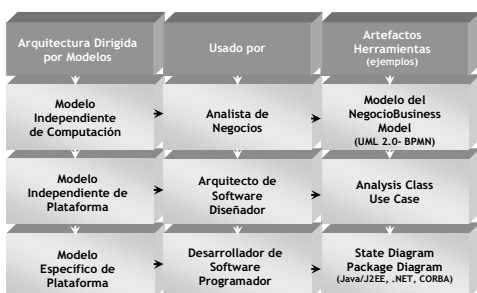 Arquitectura Dirigida
por Modelos
Usado por
Artefactos
Herramientas
(ejemplos)
Modelo
Independiente
de Computación
Analista de
Negocios
Modelo del
NegocioBusiness
Model
(UML 2.0- BPMN)
Modelo
Independiente de
Plataforma
Arquitecto de
Software
Diseñador
Analysis Class
Use Case
Modelo
Específico de
Plataforma
Desarrollador de
Software
Programador
State Diagram
Package Diagram
(Java/J2EE, .NET, CORBA)